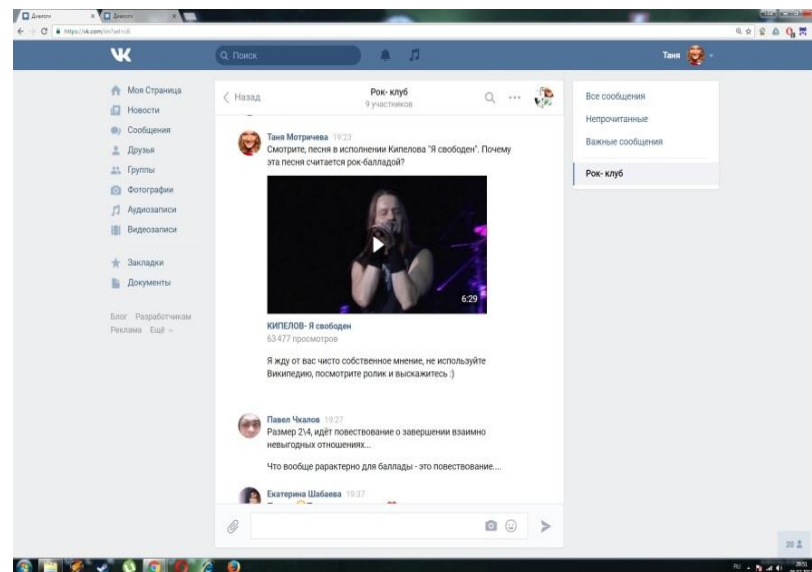 Диалоги
Диалоги
Поиск
Таня
Моя Страница
Новости
Сообщения
Друзья
Группы
Фотографии
Аудиозаписи
Видеозаписи
Закладки
Документы
Блог Разработчикам
Реклама Ещё
Назад
Рок- клуб
9 участников
Таня Мотричева 19:23
Смотрите, песня в исполнении Кипелова "Я свободен". Почему
эта песня считается рок-балладой?
6:29
КИПЕЛОВ- Я свободен
63 477 просмотров
Я жду от вас чисто собственное мнение, не используйте
Википедию, посмотрите ролик и выскажитесь :)
Павел Чкалов 19:27
Размер 2\4, идёт повествование о завершении взаимно
невыгодных отношениях...
Что вообще рарактерно для баллады - это повествование....
Екатерина Шабаева 19:37
Все сообщения
Непрочитанные
Важные сообщения
Рок- клуб
20
RU